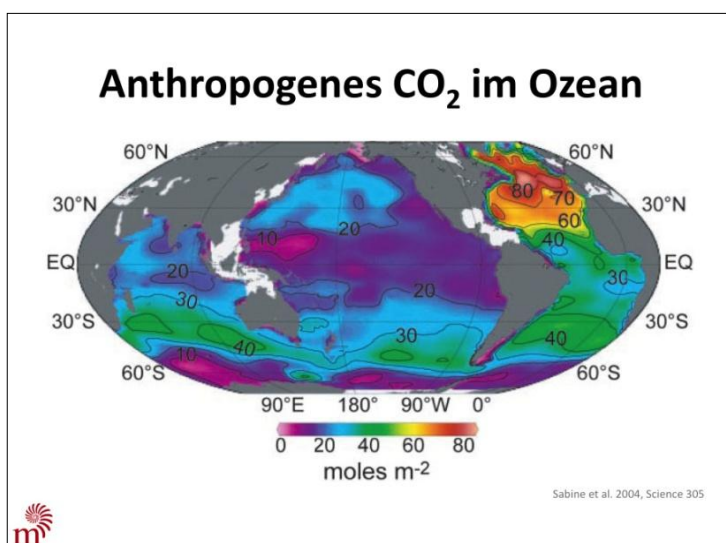 Anthropogenes CO₂ im Ozean
60°N
30°N
EQ
30°S
60°S
60°N
30°N
EQ
30°S
60°S
80
70
60
40
30
40
10
20
20
20
30
30
40
10
90°E 180° 90°W 0°
0 20 40 60 80
moles m-2
Sabine et al. 2004, Science 305
m